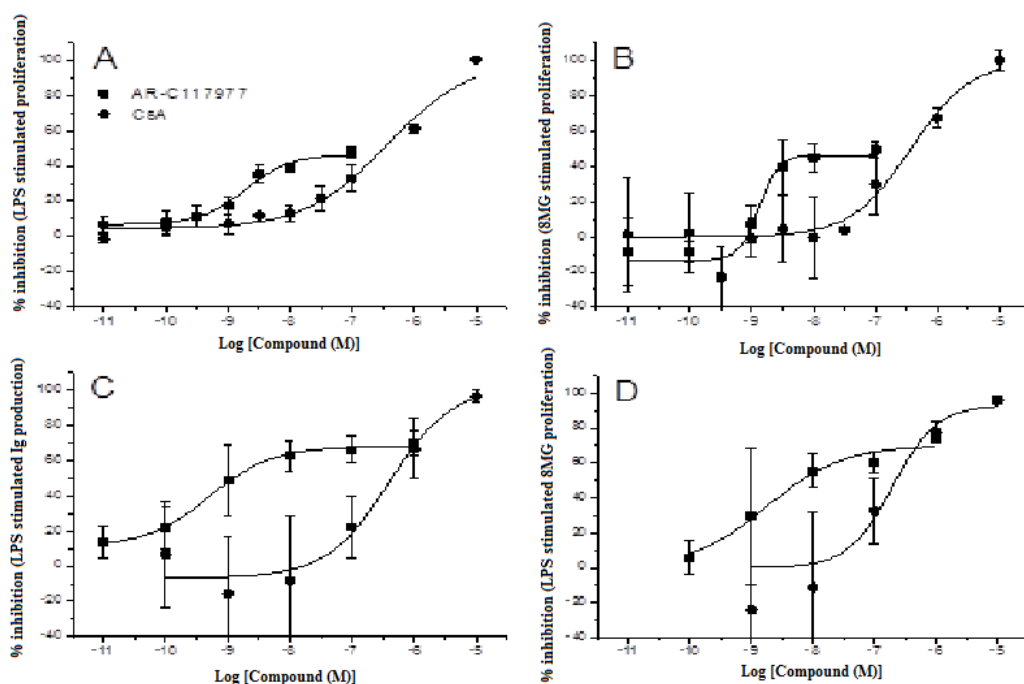 % inhibition (LPS stimulated proliferation)
A
100
80
60
40
20
0
-20
-40
AR-C117977
CsA
-11 -10 -9 -8 -7 -6 -5
Log [Compound (M)]
% inhibition (8MG stimulated proliferation)
B
100
80
60
40
20
0
-20
-40
-11 -10 -9 -8 -7 -6 -5
Log [Compound (M)]
% inhibition (LPS stimulated Ig production)
C
100
80
60
40
20
0
-20
-40
-11 -10 -9 -8 -7 -6 -5
Log [Compound (M)]
% inhibition (LPS stimulated 8MG proliferation)
D
100
80
60
40
20
0
-20
-40
-11 -10 -9 -8 -7 -6 -5
Log [Compound (M)]